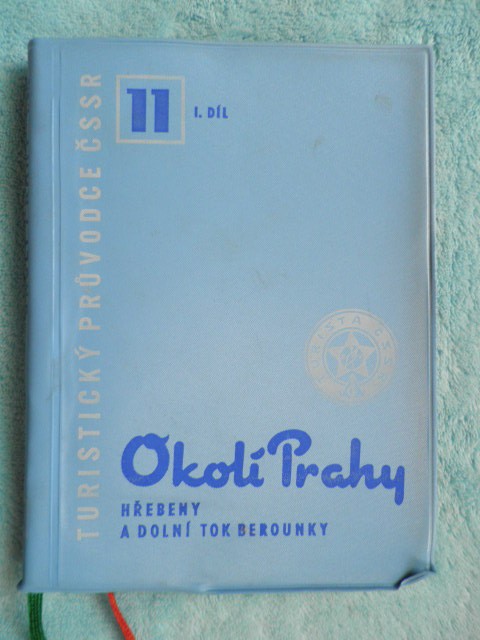 TURISTICKÝ PRŮVODCE ČSSR
11
I. DÍL
Okolí Prahy
HŘEBENY
A DOLNÍ TOK BEROUNKY